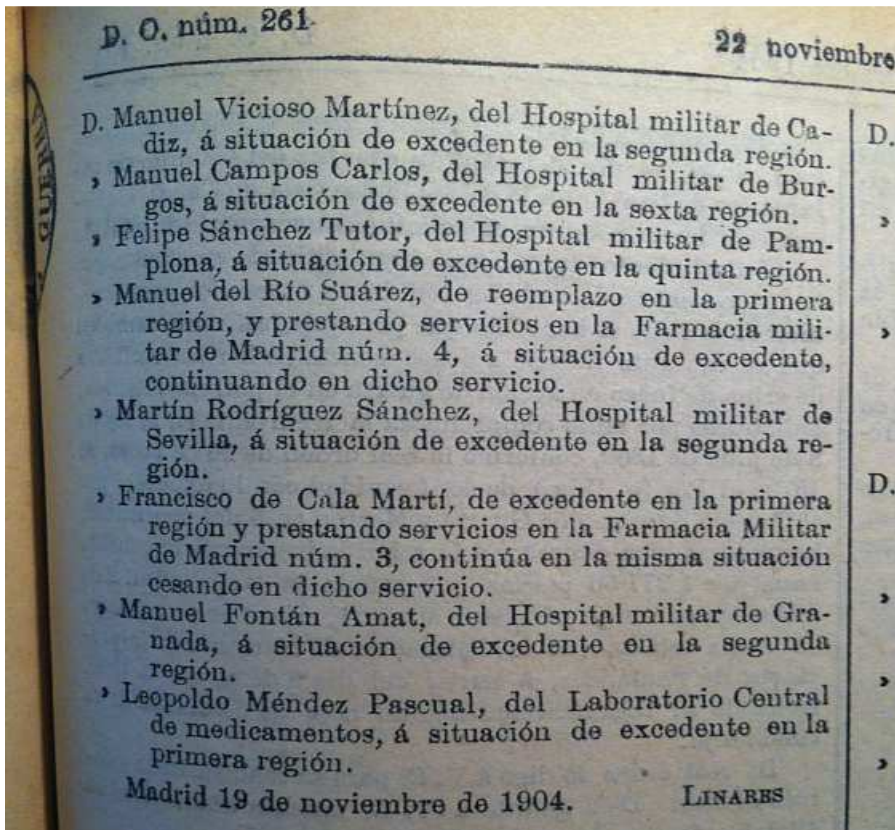 D. O. núm. 261
22 noviembre
D. Manuel Vicioso Martínez, del Hospital militar de Ca-
diz, á situación de excedente en la segunda región.
› Manuel Campos Carlos, del Hospital militar de Bur-
gos, á situación de excedente en la sexta región.
› Felipe Sánchez Tutor, del Hospital militar de Pam-
plona, á situación de excedente en la quinta región.
› Manuel del Río Suárez, de reemplazo en la primera
región, y prestando servicios en la Farmacia mili-
tar de Madrid núm. 4, á situación de excedente,
continuando en dicho servicio.
› Martín Rodríguez Sánchez, del Hospital militar de
Sevilla, á situación de excedente en la segunda re-
gión.
› Francisco de Cala Martí, de excedente en la primera
región y prestando servicios en la Farmacia Militar
de Madrid núm. 3, continúa en la misma situación
cesando en dicho servicio.
› Manuel Fontán Amat, del Hospital militar de Gra-
nada, á situación de excedente en la segunda
región.
› Leopoldo Méndez Pascual, del Laboratorio Central
de medicamentos, á situación de excedente en la
primera región.
Madrid 19 de noviembre de 1904. LINARES
D.
›
›
D.
›
›
›